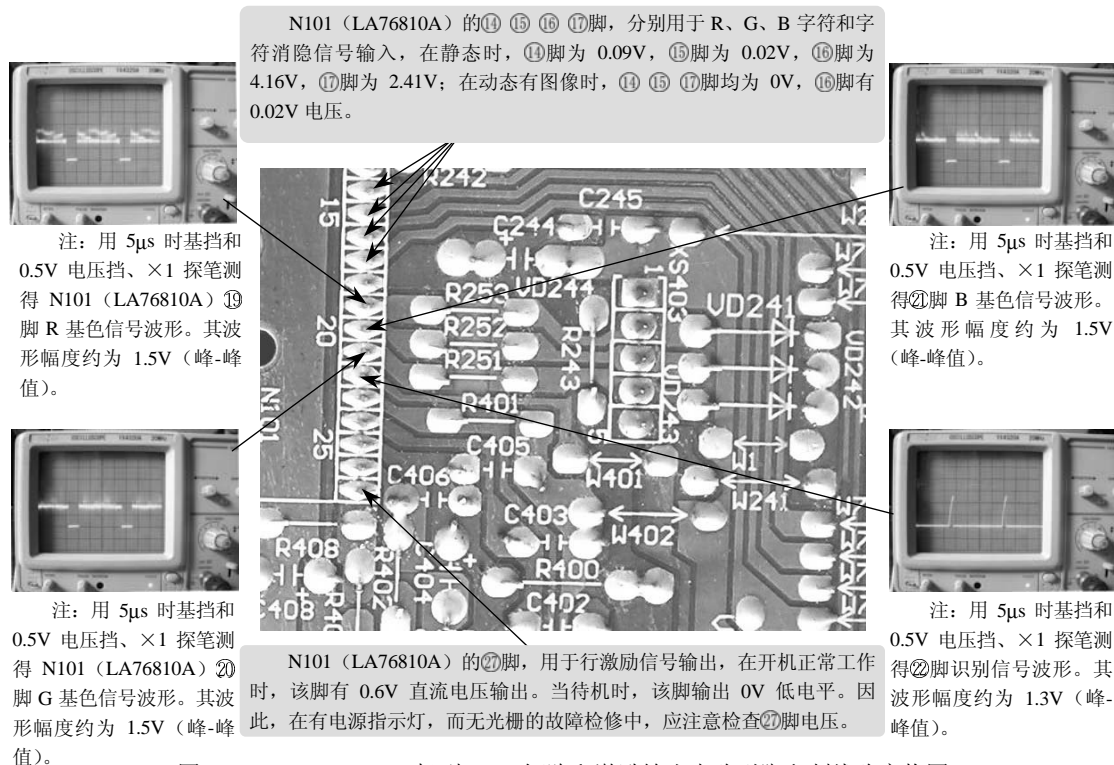 N101（LA76810A）的⑭ ⑮ ⑯ ⑰脚，分别用于 R、G、B 字符和字
符消隐信号输入，在静态时，⑭脚为 0.09V，⑮脚为 0.02V，⑯脚为
4.16V，⑰脚为 2.41V；在动态有图像时，⑭ ⑮ ⑰脚均为 0V，⑯脚有
0.02V 电压。
注：用 5μs 时基挡和
0.5V 电压挡、×1 探笔测
得 N101（LA76810A）⑲
脚 R 基色信号波形。其波
形幅度约为 1.5V（峰-峰
值）。
注：用 5μs 时基挡和
0.5V 电压挡、×1 探笔测
得㉑脚 B 基色信号波形。
其波形幅度约为 1.5V
（峰-峰值）。
R242
15
C245
C244
XS403
1
R253
VD244
VD241
20
R252
R243
R251
VD243
VD242
N101
R401
5
25
C405
W401
W1
C406
W241
C403
W402
R408
R402
C404
R400
C408
C402
注：用 5μs 时基挡和
0.5V 电压挡、×1 探笔测
得 N101（LA76810A）⑳
脚 G 基色信号波形。其波
形幅度约为 1.5V（峰-峰
值）。
注：用 5μs 时基挡和
0.5V 电压挡、×1 探笔测
得㉒脚识别信号波形。其
波形幅度约为 1.3V（峰-
峰值）。
N101（LA76810A）的㉗脚，用于行激励信号输出，在开机正常工作
时，该脚有 0.6V 直流电压输出。当待机时，该脚输出 0V 低电平。因
此，在有电源指示灯，而无光栅的故障检修中，应注意检查㉗脚电压。